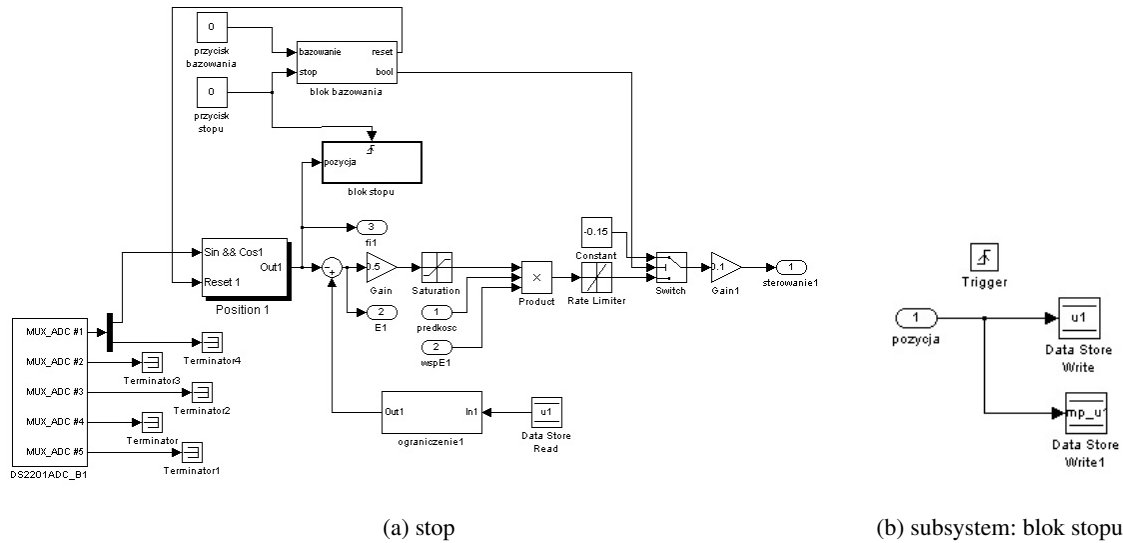 0
przycisk
bazowania
bazowanie
reset
stop
bool
blok bazowania
0
przycisk
stopu
pozycja
blok stopu
3
fi1
Sin && Cos1
Out1
Reset 1
Position 1
0.5
Gain
Saturation
2
E1
1
predkosc
2
wspE1
×
Product
-0.15
Constant
Rate Limiter
Switch
0.1
Gain1
1
sterowanie1
MUX_ADC #1
MUX_ADC #2
MUX_ADC #3
MUX_ADC #4
MUX_ADC #5
DS2201ADC_B1
Terminator4
Terminator3
Terminator2
Terminator
Terminator1
Out1
In1
ograniczenie1
u1
Data Store
Read
(a) stop
Trigger
1
pozycja
u1
Data Store
Write
mp_u1
Data Store
Write1
(b) subsystem: blok stopu